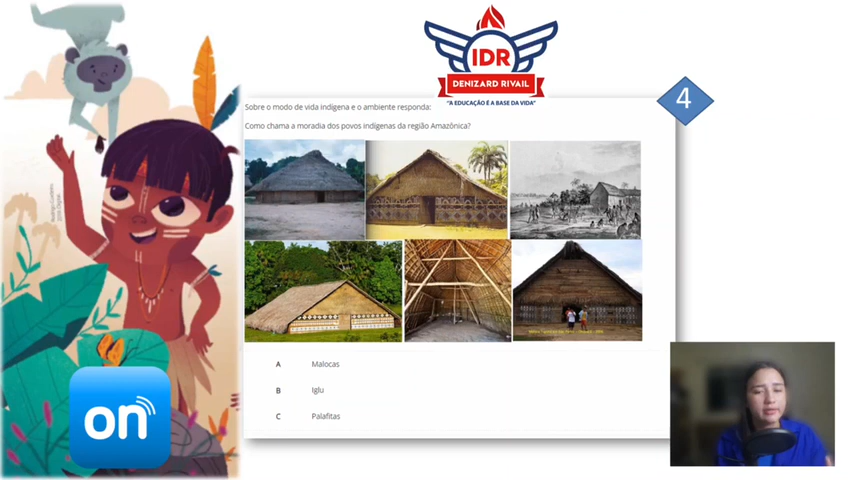 IDR
DENIZARD RIVAIL
"A EDUCAÇÃO É A BASE DA VIDA"
4
Sobre o modo de vida indígena e o ambiente responda:
Como chama a moradia dos povos indígenas da região Amazônica?
A Malocas
B Iglu
C Palafitas
on